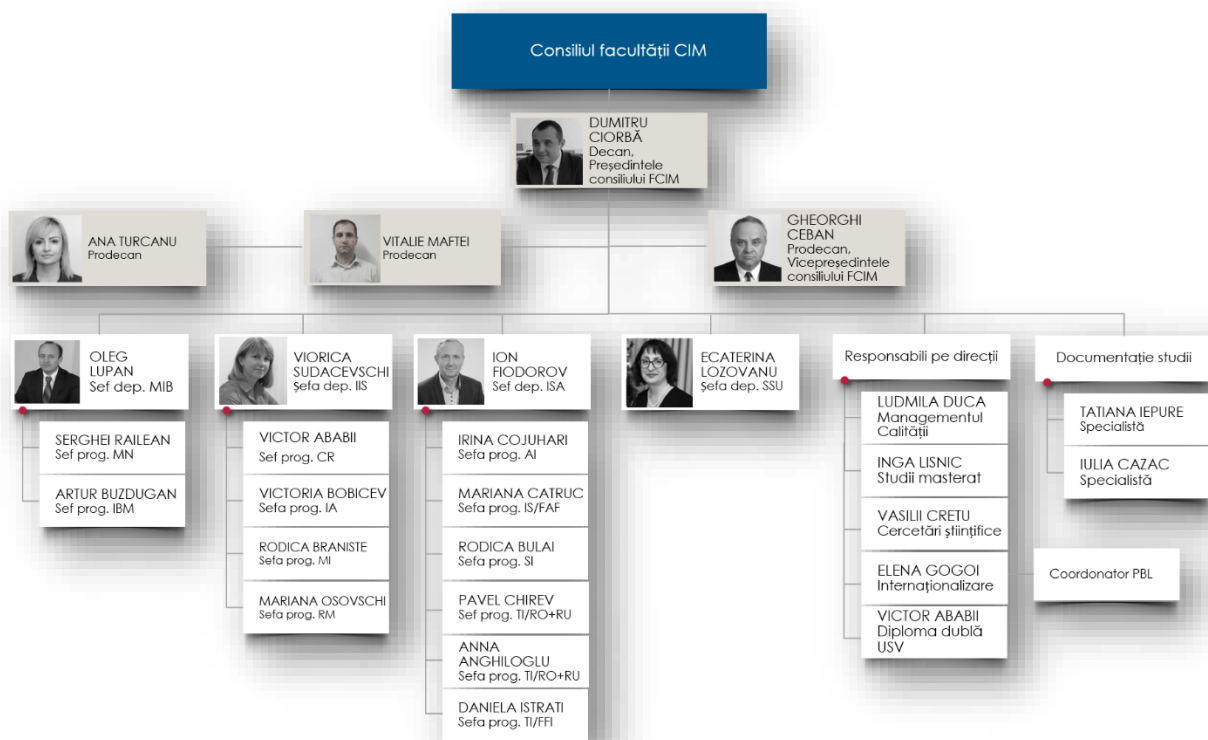 Consiliul facultății CIM
DUMITRU
CIORBĂ
Decan,
Președintele
consiliului FCIM
ANA TURCANU
Prodecan
VITALIE MAFTEI
Prodecan
GHEORGHI
CEBAN
Prodecan,
Vicepreședintele
consiliului FCIM
OLEG
LUPAN
Sef dep. MIB
SERGHEI RAILEAN
Sef prog. MN
ARTUR BUZDUGAN
Sef prog. IBM
VIORICA
SUDACEVSCHI
Șefa dep. IIS
VICTOR ABABII
Sef prog. CR
VICTORIA BOBICEV
Sefa prog. IA
RODICA BRANISTE
Sefa prog. MI
MARIANA OSOVSCHI
Sefa prog. RM
ION
FIODOROV
Sef dep. ISA
IRINA COJUHARI
Sefa prog. AI
MARIANA CATRUC
Sefa prog. IS/FAF
RODICA BULAI
Sefa prog. SI
PAVEL CHIREV
Sef prog. TI/RO+RU
ANNA
ANGHILOGLU
Sefa prog. TI/RO+RU
DANIELA ISTRATI
Sefa prog. TI/FFI
ECATERINA
LOZOVANU
Șefa dep. SSU
Responsabili pe direcții
LUDMILA DUCA
Managementul
Calității
INGA LISNIC
Studii masterat
VASILII CRETU
Cercetări științifice
ELENA GOGOI
Internaționalizare
VICTOR ABABII
Diploma dublă
USV
Coordonator PBL
Documentație studii
TATIANA IEPURE
Specialistă
IULIA CAZAC
Specialistă